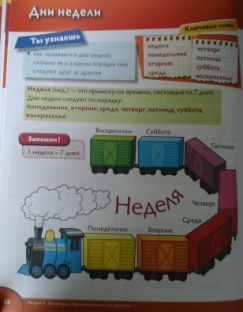 Дни недели
Ключевые слова
Ты узнаешь
как называются дни недели,
сколько их и в каком порядке они
следуют друг за другом
неделя
понедельник
вторник
среда
четверг
пятница
суббота
воскресенье
Неделя (нед.) — это промежуток времени, состоящий из 7 дней.
Дни недели следуют по порядку:
понедельник, вторник, среда, четверг, пятница, суббота,
воскресенье.
Запомни!
1 неделя = 7 дней
Воскресенье
Суббота
Пятница
Неделя
Четверг
Среда
Понедельник
Вторник